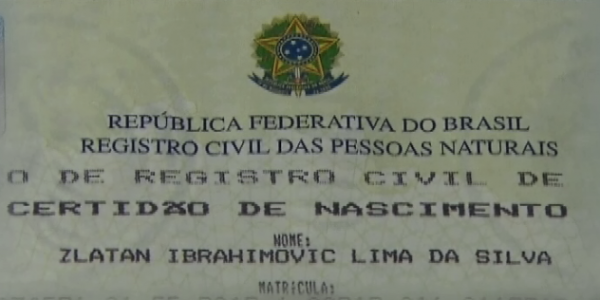 REPÚBLICA FEDERATIVA DO BRASIL
REGISTRO CIVIL DAS PESSOAS NATURAIS
O DE REGISTRO CIVIL DE
CERTIDÃO DE NASCIMENTO
NOME:
ZLATAN IBRAHIMOVIC LIMA DA SILVA
MATRICULA: